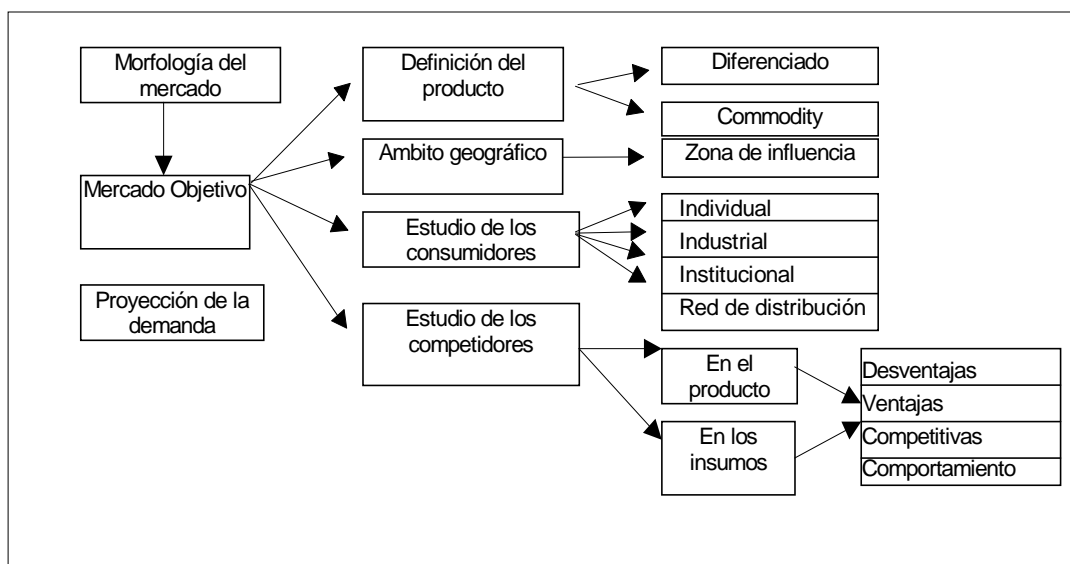 Morfología del
mercado
Mercado Objetivo
Proyección de la
demanda
Definición del
producto
Ambito geográfico
Estudio de los
consumidores
Estudio de los
competidores
Diferenciado
Commodity
Zona de influencia
Individual
Industrial
Institucional
Red de distribución
En el
producto
En los
insumos
Desventajas
Ventajas
Competitivas
Comportamiento